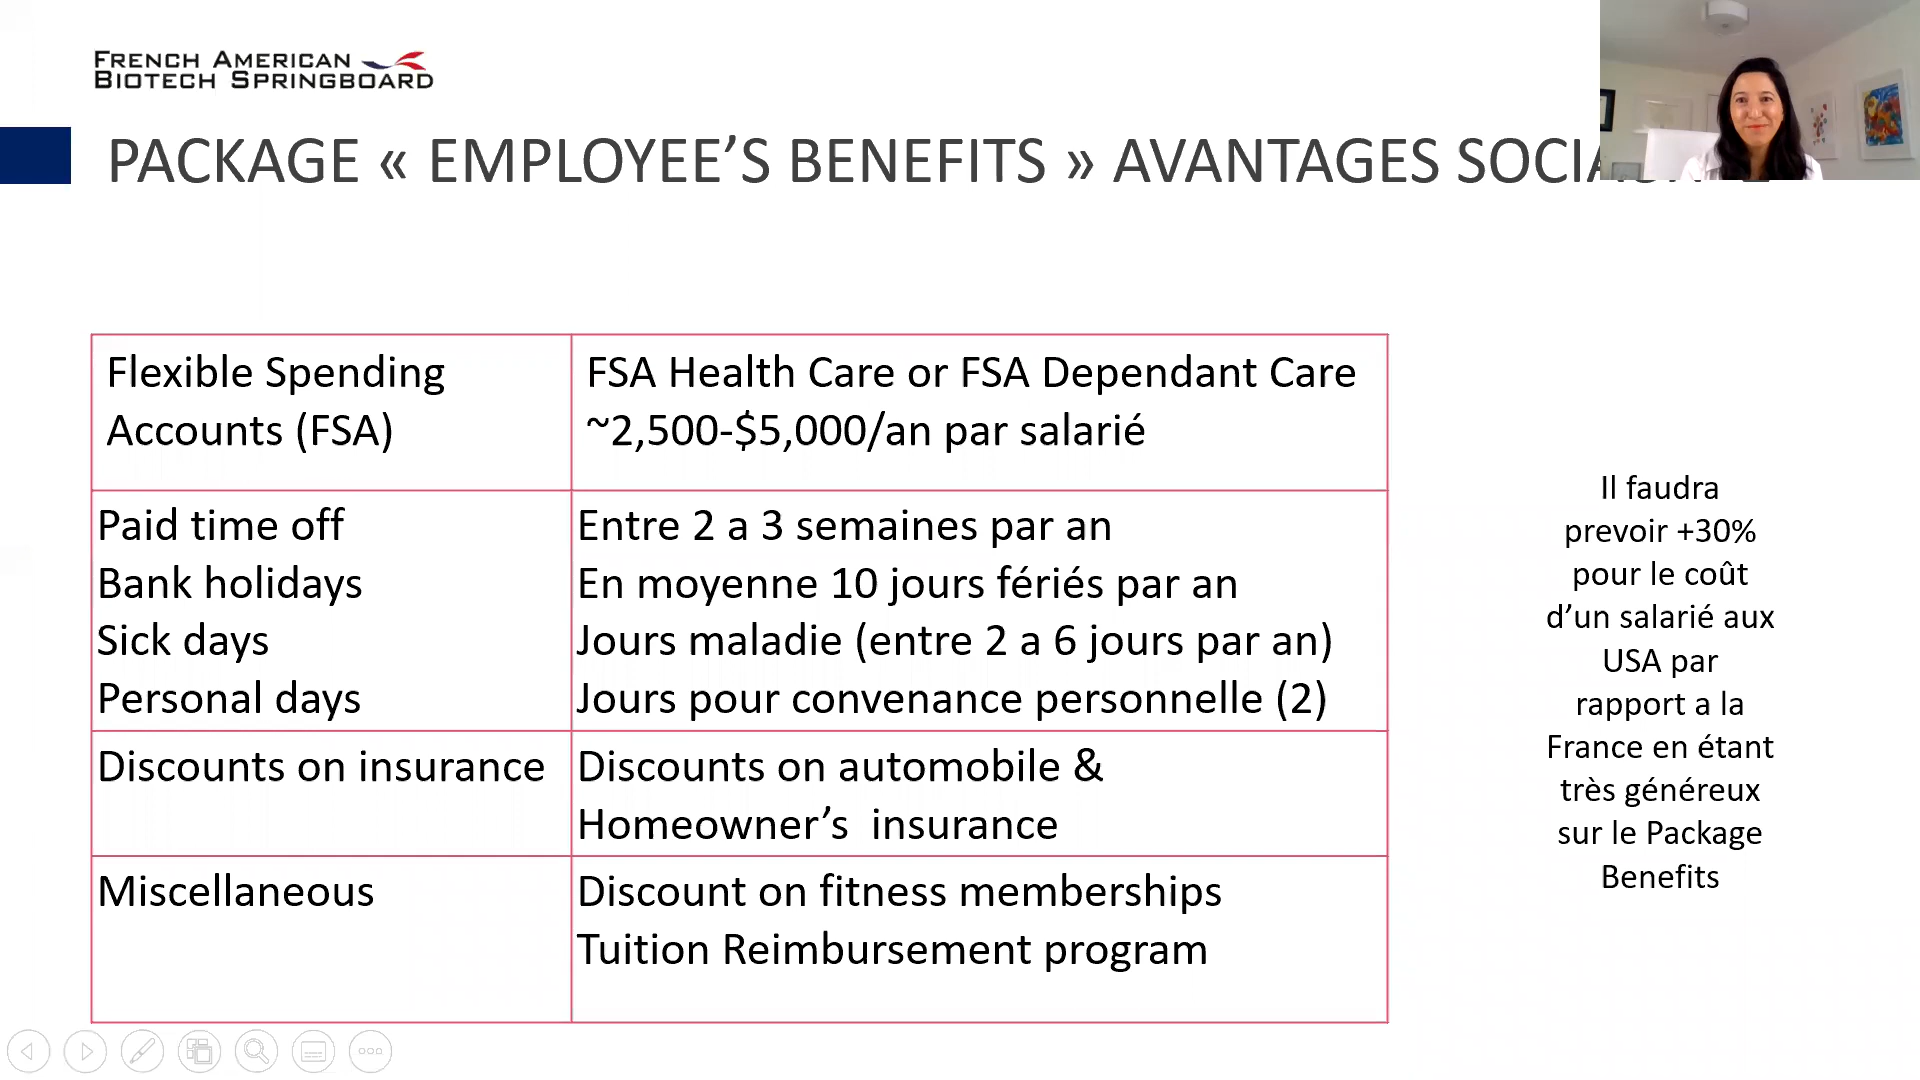 FRENCH AMERICAN
BIOTECH SPRINGBOARD
PACKAGE « EMPLOYEE’S BENEFITS » AVANTAGES
Flexible Spending
Accounts (FSA)
FSA Health Care or FSA Dependant Care
~2,500-$5,000/an par salarié
Paid time off
Bank holidays
Sick days
Personal days
Entre 2 a 3 semaines par an
En moyenne 10 jours fériés par an
Jours maladie (entre 2 a 6 jours par an)
Jours pour convenance personnelle (2)
Discounts on insurance
Discounts on automobile &
Homeowner’s  insurance
Miscellaneous
Discount on fitness memberships
Tuition Reimbursement program
Il faudra
prevoir +30%
pour le coût
d’un salarié aux
USA par
rapport a la
France en étant
très généreux
sur le Package
Benefits